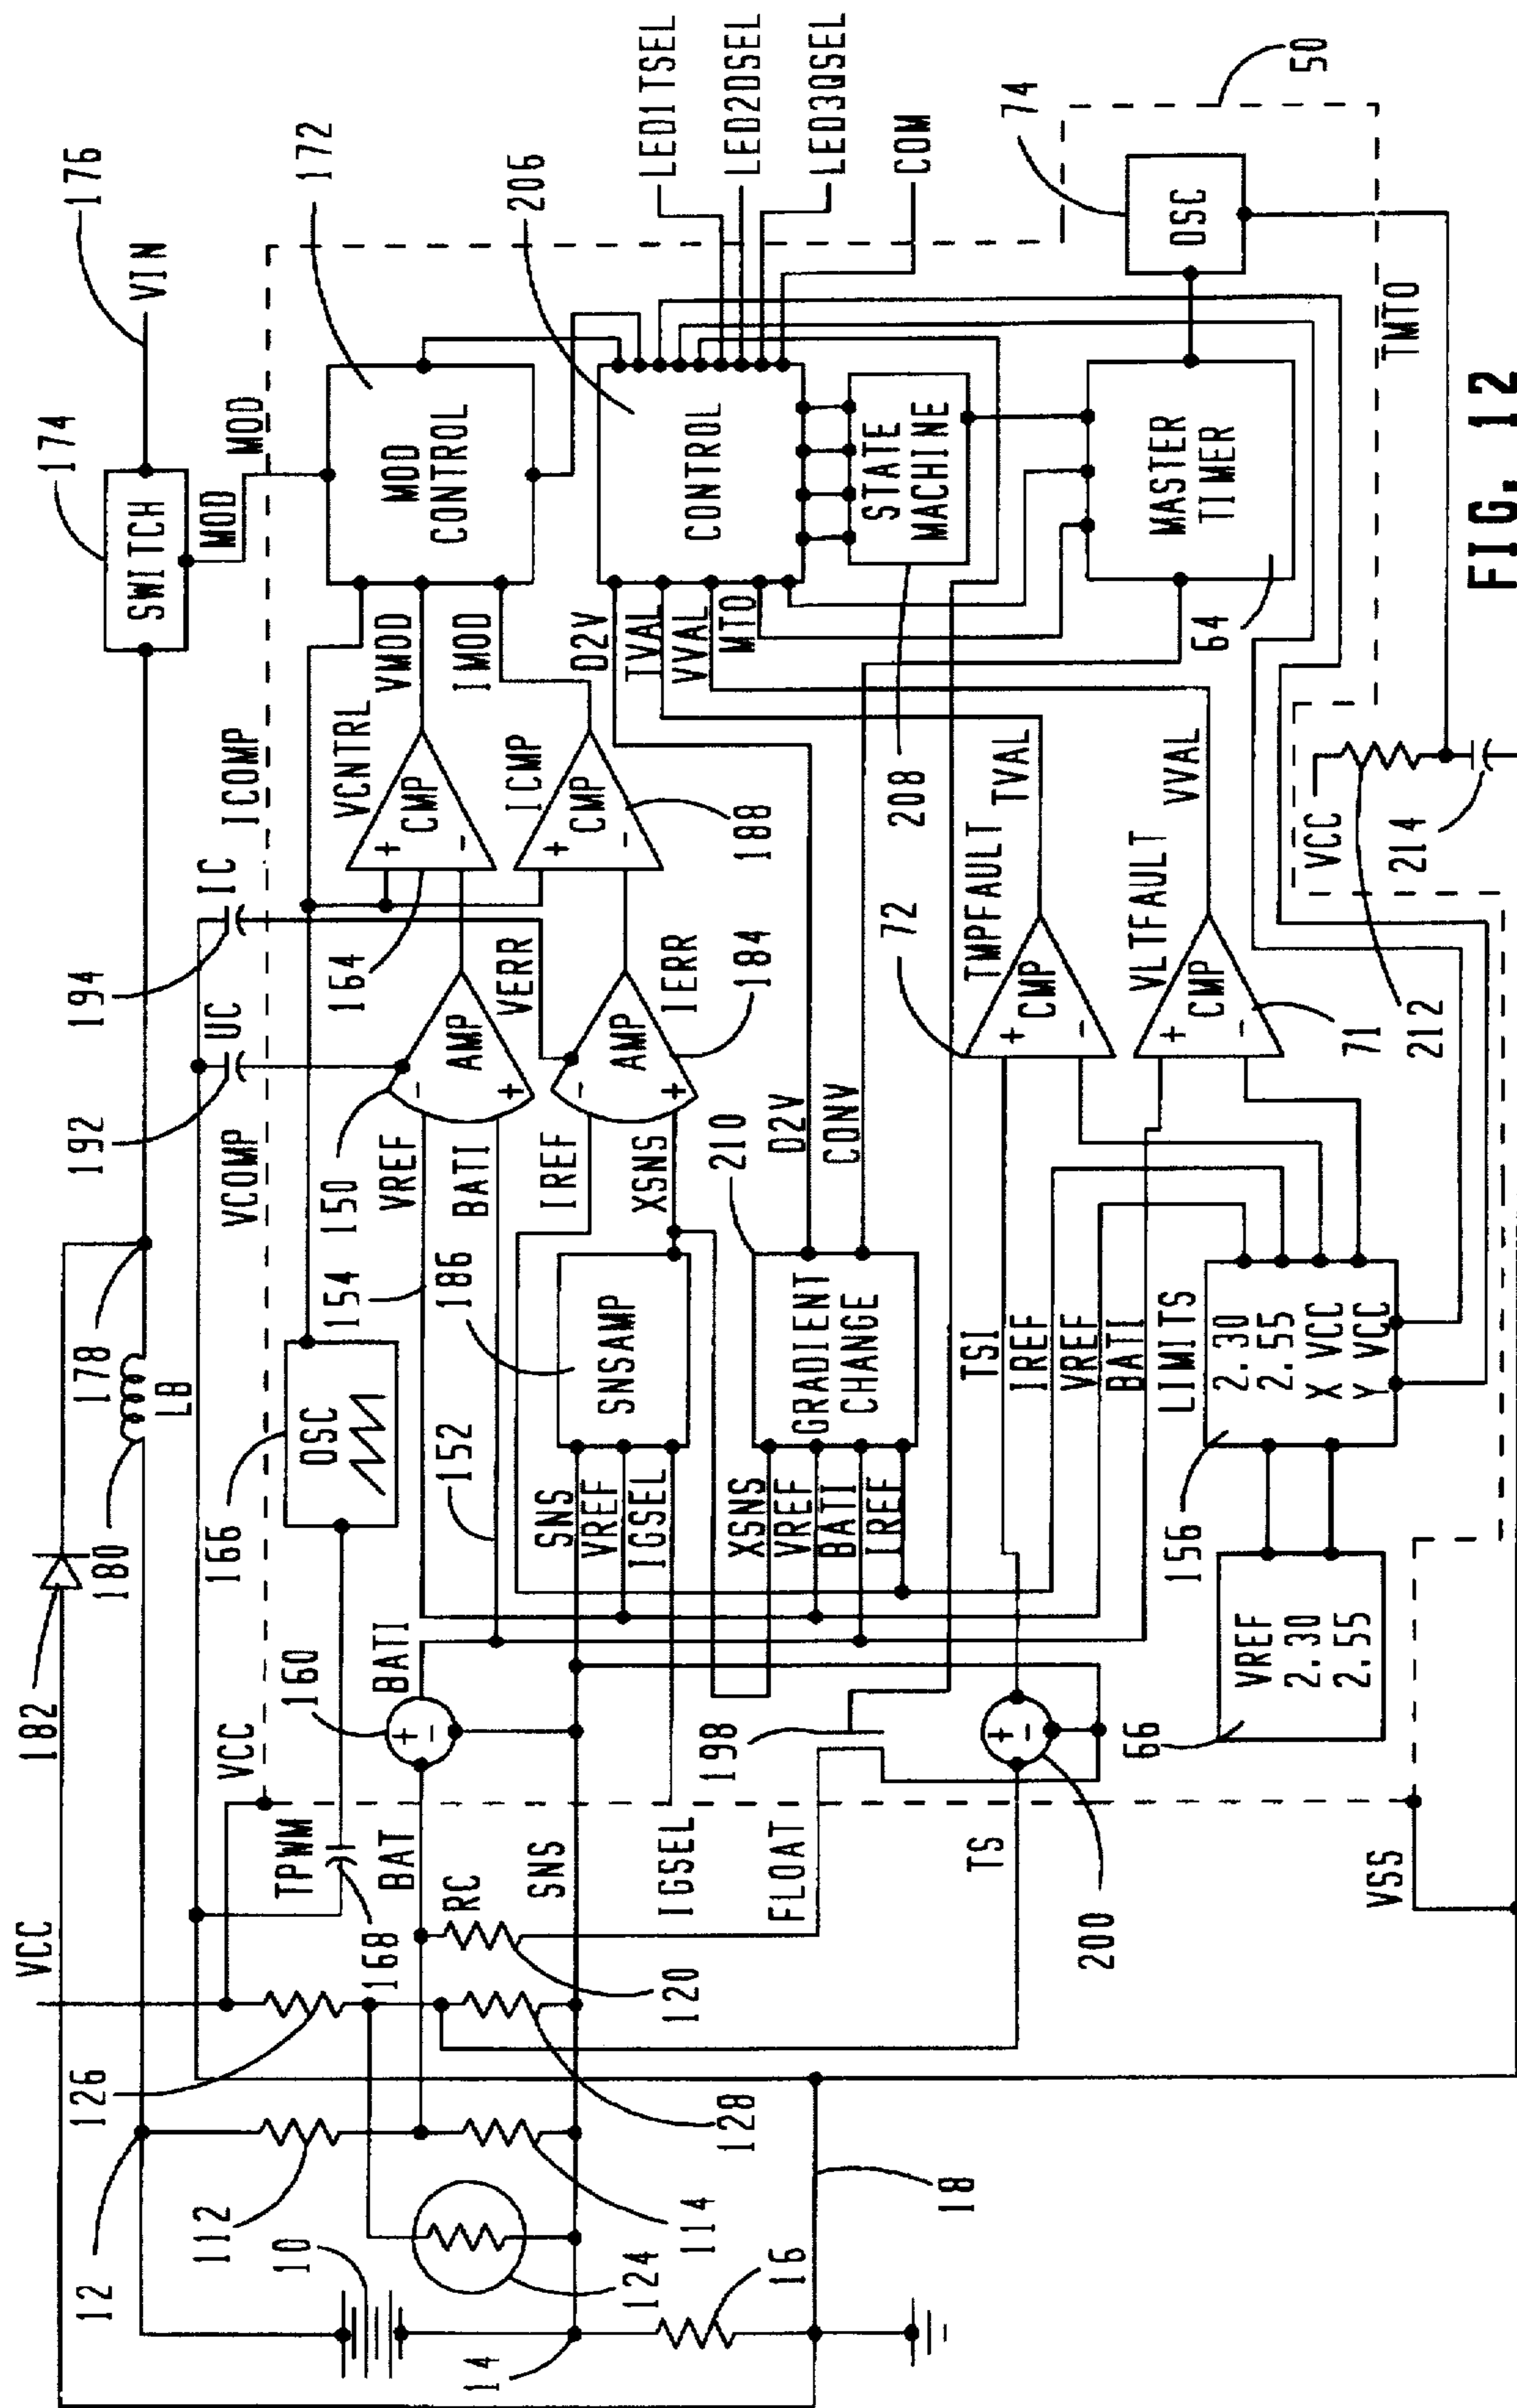 182
180
178
LB
194
192
IC
UC
ICOMP
VCOMP
174
SWITCH
176
VIN
MOD
MOD
VCC
12
126
112
10
124
114
128
16
18
14
168
TPWM
VCC
BAT
RC
SNS
120
IGSEL
FLOAT
TS
200
VSS
160
BATI
166
OSC
154
152
150
VREF
BATI
IREF
XSNS
186
SNSAMP
SNS
VREF
IGSEL
210
GRADIENT
CHANGE
XSNS
VREF
BATI
IREF
D2V
CONV
198
TSI
IREF
VREF
BATI
LIMITS
2.30
2.55
X VCC
Y VCC
156
66
VREF
2.30
2.55
AMP
-
+
VERR
AMP
+
IERR
184
164
VCNTRL
CMP
+
-
ICMP
CMP
+
-
188
VMOD
IMOD
MOD
CONTROL
172
206
CONTROL
D2V
TVAL
VVAL
MTO
STATE
MACHINE
208
MASTER
TIMER
64
72
TMPFAULT
CMP
+
-
TVAL
VLTFAULT
CMP
+
-
VVAL
71
212
214
VCC
LED1TSEL
LED2DSEL
LED3QSEL
COM
74
OSC
50
TMTO
FIG. 12